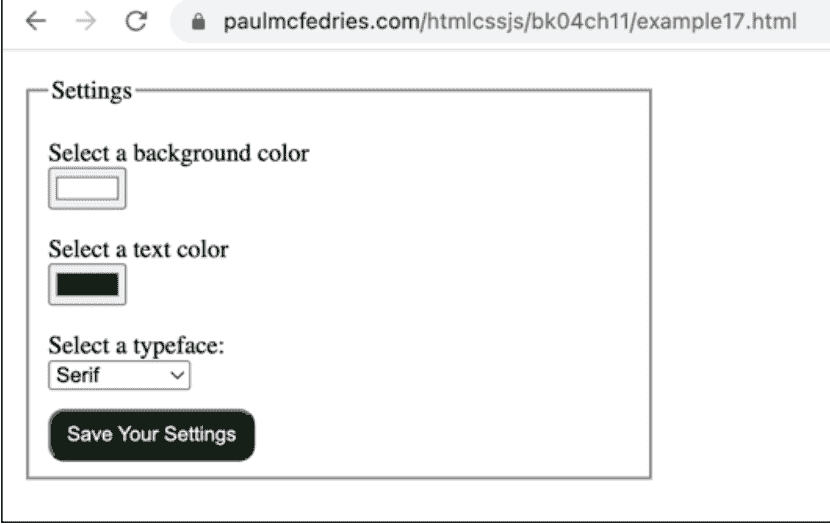 paulmcfedries.com/htmlcssjs/bk04ch11/example17.html
Settings
Select a background color
Select a text color
Select a typeface:
Serif
Save Your Settings